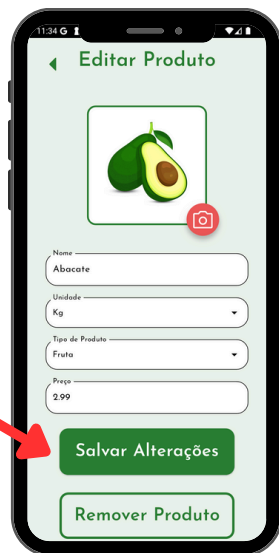 11:34 G
Editar Produto
Nome
Abacate
Unidade
Kg
Tipo de Produto
Fruta
Preço
2.99
Salvar Alterações
Remover Produto